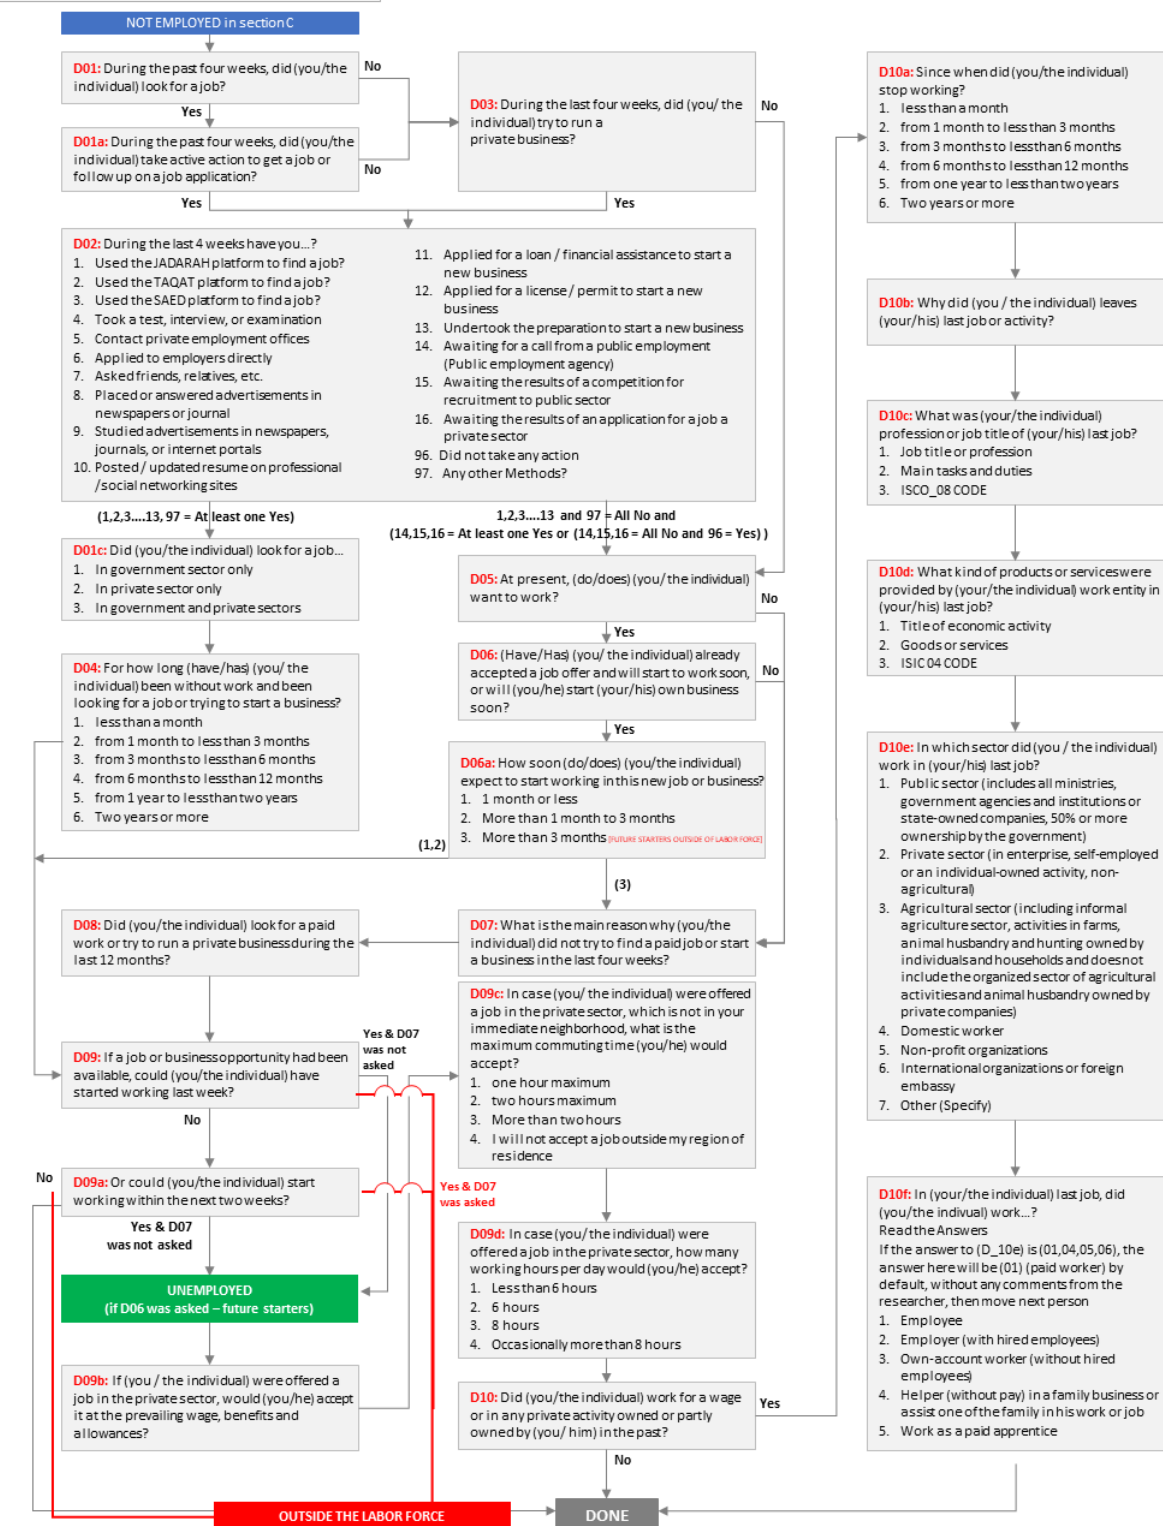 NOT EMPLOYED in section C
D01: During the past four weeks, did (you/the
individual) look for a job?
No
Yes
D01a: During the past four weeks, did (you/the
individual) take active action to get a job or
follow up on a job application?
No
Yes
D03: During the last four weeks, did (you/ the
individual) try to run a
private business?
No
Yes
D02: During the last 4 weeks have you...?
1. Used the JADARAH platform to find a job?
2. Used the TAQAT platform to find a job?
3. Used the SAED platform to find a job?
4. Took a test, interview, or examination
5. Contact private employment offices
6. Applied to employers directly
7. Asked friends, relatives, etc.
8. Placed or answered advertisements in
newspapers or journal
9. Studied advertisements in newspapers,
journals, or internet portals
10. Posted / updated resume on professional
/social networking sites
11. Applied for a loan / financial assistance to start a
new business
12. Applied for a license / permit to start a new
business
13. Undertook the preparation to start a new business
14. Awaiting for a call from a public employment
(Public employment agency)
15. Awaiting the results of a competition for
recruitment to public sector
16. Awaiting the results of an application for a job a
private sector
96. Did not take any action
97. Any other Methods?
(1,2,3....13, 97 = At least one Yes)
1,2,3....13 and 97 = All No and
(14,15,16 = At least one Yes or (14,15,16 = All No and 96 = Yes) )
D01c: Did (you/the individual) look for a job...
1. In government sector only
2. In private sector only
3. In government and private sectors
D05: At present, (do/does) (you/ the individual)
want to work?
No
Yes
D04: For how long (have/has) (you/ the
individual) been without work and been
looking for a job or trying to start a business?
1. less than a month
2. from 1 month to less than 3 months
3. from 3 months to less than 6 months
4. from 6 months to less than 12 months
5. from 1 year to less than two years
6. Two years or more
D06: (Have/Has) (you/ the individual) already
accepted a job offer and will start to work soon,
or will (you/he) start (your/his) own business
soon?
No
Yes
D06a: How soon (do/does) (you/the individual)
expect to start working in this new job or business?
1. 1 month or less
2. More than 1 month to 3 months
3. More than 3 months [FUTURE STARTERS OUTSIDE OF LABOR FORCE]
(1,2)
(3)
D08: Did (you/the individual) look for a paid
work or try to run a private business during the
last 12 months?
D07: What is the main reason why (you/the
individual) did not try to find a paid job or start
a business in the last four weeks?
D09: If a job or business opportunity had been
available, could (you/the individual) have
started working last week?
Yes & D07
was not
asked
No
D09c: In case (you/ the individual) were offered
a job in the private sector, which is not in your
immediate neighborhood, what is the
maximum commuting time (you/he) would
accept?
1. one hour maximum
2. two hours maximum
3. More than two hours
4. I will not accept a job outside my region of
residence
No
D09a: Or could (you/the individual) start
working within the next two weeks?
Yes & D07
was asked
Yes & D07
was not asked
UNEMPLOYED
(if D06 was asked – future starters)
D09d: In case (you/the individual) were
offered a job in the private sector, how many
working hours per day would (you/he) accept?
1. Less than 6 hours
2. 6 hours
3. 8 hours
4. Occasionally more than 8 hours
D09b: If (you / the individual) were offered a
job in the private sector, would (you/he) accept
it at the prevailing wage, benefits and
allowances?
D10: Did (you/the individual) work for a wage
or in any private activity owned or partly
owned by (you/ him) in the past?
Yes
No
OUTSIDE THE LABOR FORCE
DONE
D10a: Since when did (you/the individual)
stop working?
1. less than a month
2. from 1 month to less than 3 months
3. from 3 months to less than 6 months
4. from 6 months to less than 12 months
5. from one year to less than two years
6. Two years or more
D10b: Why did (you / the individual) leaves
(your/his) last job or activity?
D10c: What was (your/the individual)
profession or job title of (your/his) last job?
1. Job title or profession
2. Main tasks and duties
3. ISCO_08 CODE
D10d: What kind of products or services were
provided by (your/the individual) work entity in
(your/his) last job?
1. Title of economic activity
2. Goods or services
3. ISIC 04 CODE
D10e: In which sector did (you / the individual)
work in (your/his) last job?
1. Public sector (includes all ministries,
government agencies and institutions or
state-owned companies, 50% or more
ownership by the government)
2. Private sector (in enterprise, self-employed
or an individual-owned activity, non-
agricultural)
3. Agricultural sector (including informal
agriculture sector, activities in farms,
animal husbandry and hunting owned by
individuals and households and does not
include the organized sector of agricultural
activities and animal husbandry owned by
private companies)
4. Domestic worker
5. Non-profit organizations
6. International organizations or foreign
embassy
7. Other (Specify)
D10f: In (your/the individual) last job, did
(you/the indivual) work...?
Read the Answers
If the answer to (D_10e) is (01,04,05,06), the
answer here will be (01) (paid worker) by
default, without any comments from the
researcher, then move next person
1. Employee
2. Employer (with hired employees)
3. Own-account worker (without hired
employees)
4. Helper (without pay) in a family business or
assist one of the family in his work or job
5. Work as a paid apprentice